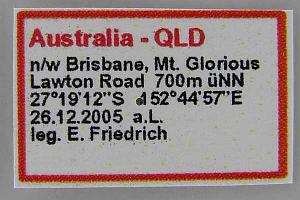 Australia - QLD
n/w Brisbane, Mt. Glorious
Lawton Road 700m üNN
27°19'12"S 152°44'57"E
26.12.2005 a.L.
leg. E. Friedrich